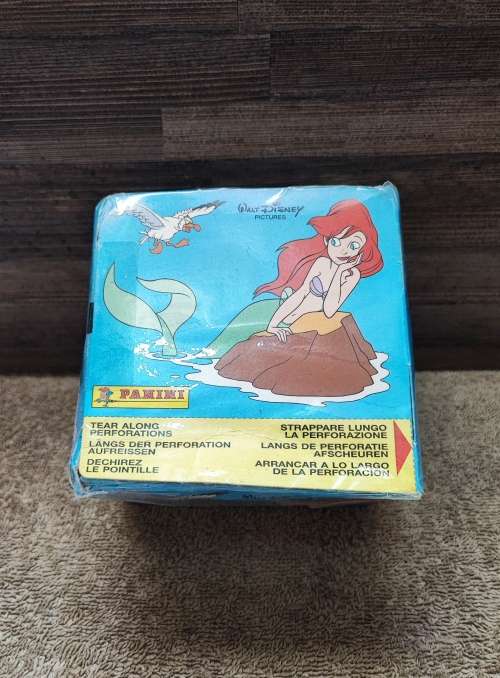 WALT DISNEY
PICTURES
PANINI
TEAR ALONG
PERFORATIONS
LÄNGS DER PERFORATION
AUFREISSEN
DECHIREZ
LE POINTILLE
STRAPPARE LUNGO
LA PERFORAZIONE
LANGS DE PERFORATIE
AFSCHEUREN
ARRANCAR A LO LARGO
DE LA PERFORACIÓN